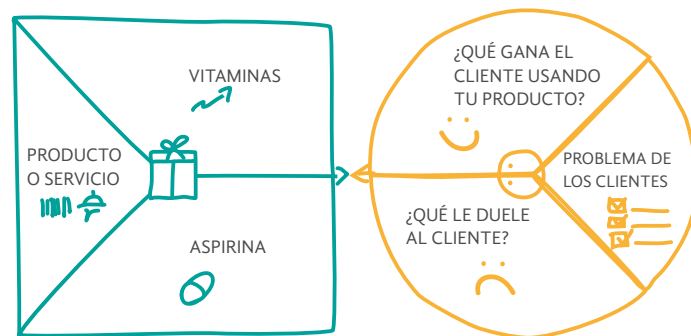 VITAMINAS
PRODUCTO
O SERVICIO
ASPIRINA
¿QUÉ GANA EL
CLIENTE USANDO
TU PRODUCTO?
PROBLEMA DE
LOS CLIENTES
¿QUÉ LE DUELE
AL CLIENTE?